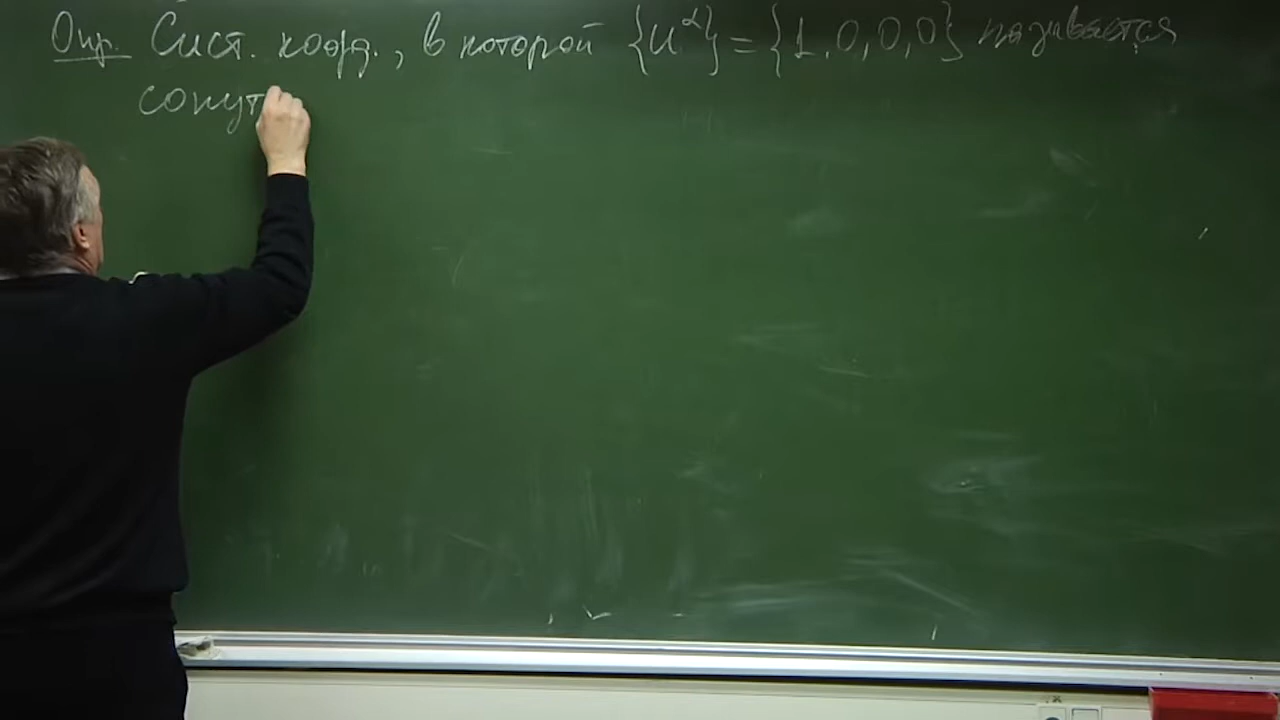 Опр. Сист. коорд., в которой {u^α} = {1,0,0,0} называется
сопут